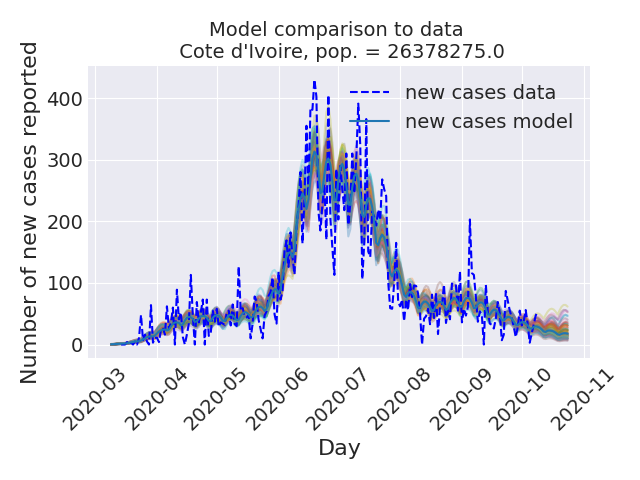 Model comparison to data
Cote d'Ivoire, pop. = 26378275.0
Number of new cases reported
400
300
200
100
0
new cases data
new cases model
2020-03
2020-04
2020-05
2020-06
2020-07
2020-08
2020-09
2020-10
2020-11
Day